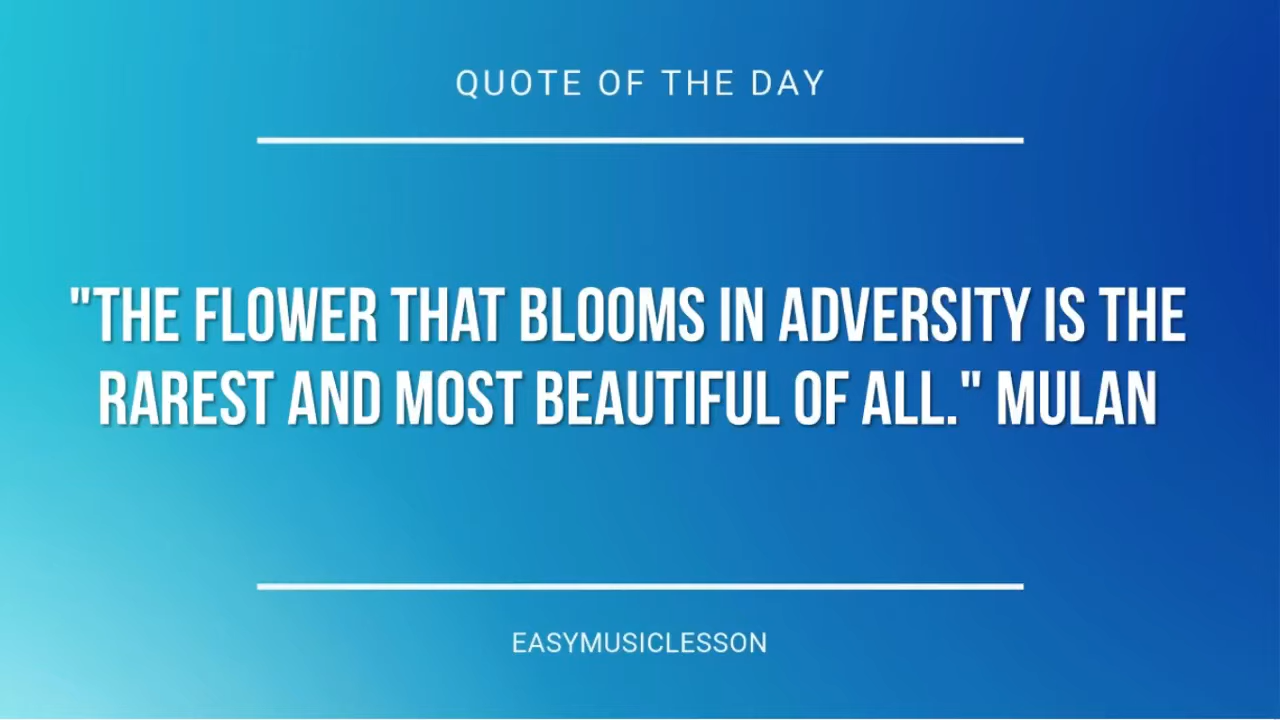 QUOTE OF THE DAY
"THE FLOWER THAT BLOOMS IN ADVERSITY IS THE
RAREST AND MOST BEAUTIFUL OF ALL." MULAN
EASYMUSICLESSON